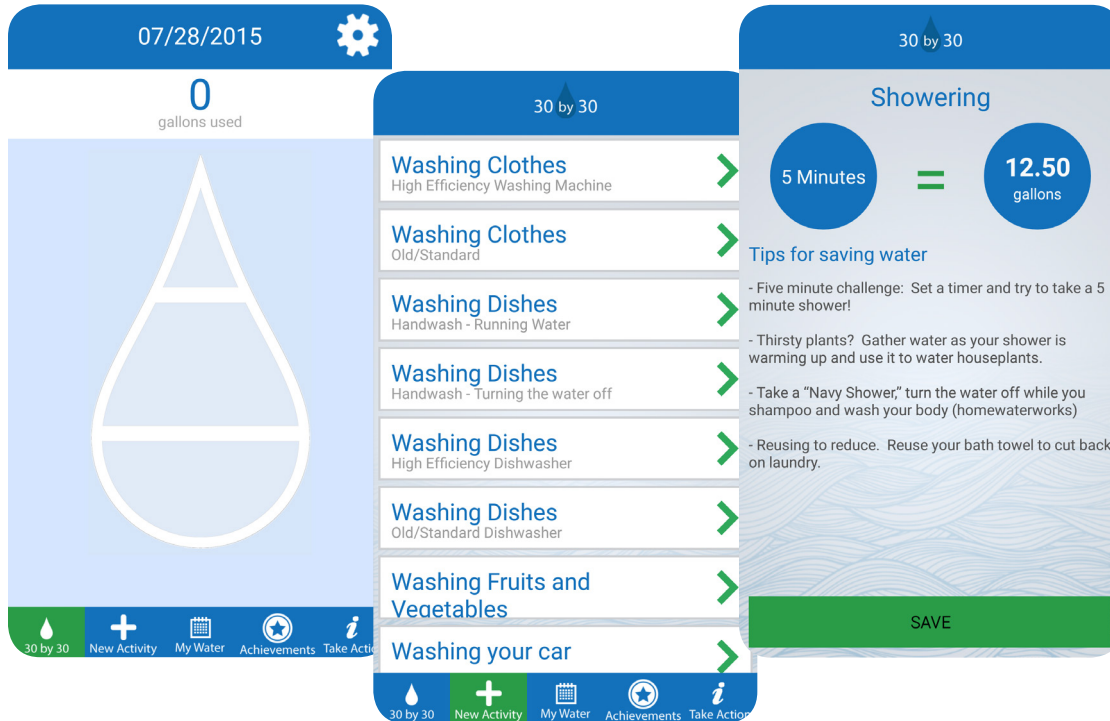 07/28/2015
0
gallons used
30 by 30
New Activity
My Water
Achievements
Take Actio
30 by 30
Washing Clothes
High Efficiency Washing Machine
Washing Clothes
Old/Standard
Washing Dishes
Handwash - Running Water
Washing Dishes
Handwash - Turning the water off
Washing Dishes
High Efficiency Dishwasher
Washing Dishes
Old/Standard Dishwasher
Washing Fruits and
Vegetables
Washing your car
30 by 30
New Activity
My Water
Achievements
Take Action
30 by 30
Showering
5 Minutes
=
12.50
gallons
Tips for saving water
- Five minute challenge:  Set a timer and try to take a 5
minute shower!
- Thirsty plants?  Gather water as your shower is
warming up and use it to water houseplants.
- Take a “Navy Shower,” turn the water off while you
shampoo and wash your body (homewaterworks)
- Reusing to reduce.  Reuse your bath towel to cut back
on laundry.
SAVE